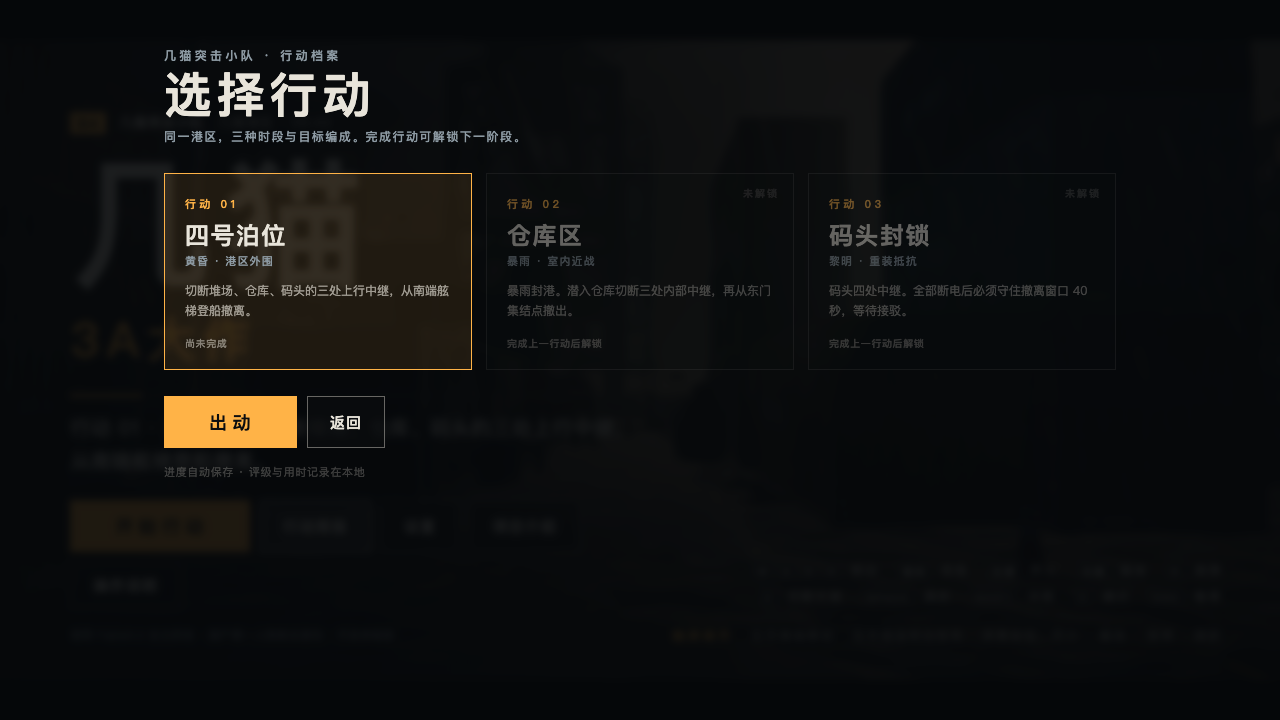 几猫突击小队 · 行动档案
选择行动
同一港区，三种时段与目标编成。完成行动可解锁下一阶段。
行动 01
四号泊位
黄昏 · 港区外围
切断堆场、仓库、码头的三处上行中继，从南端舷
梯登船撤离。
尚未完成
未解锁
行动 02
仓库区
暴雨 · 室内近战
暴雨封港。潜入仓库切断三处内部中继，再从东门
集结点撤出。
完成上一行动后解锁
未解锁
行动 03
码头封锁
黎明 · 重装抵抗
码头四处中继。全部断电后必须守住撤离窗口 40
秒，等待接驳。
完成上一行动后解锁
出动
返回
进度自动保存 · 评级与用时记录在本地
几猫
3A大作